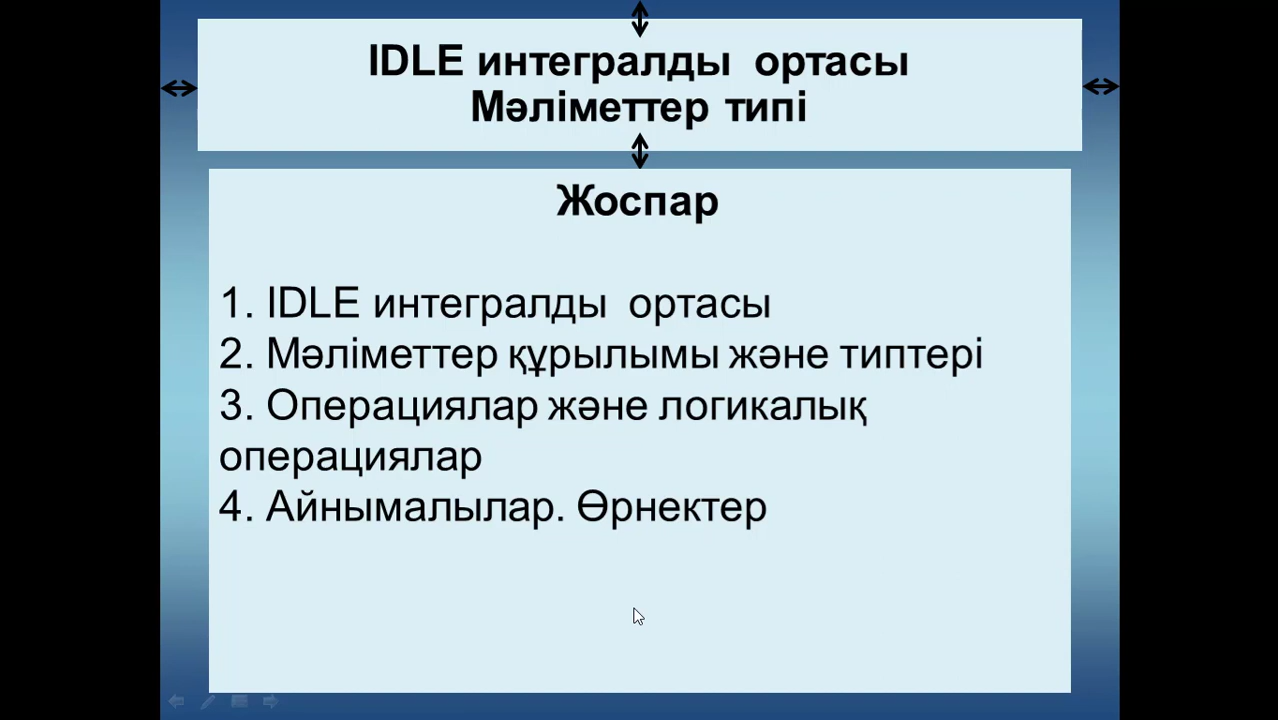 IDLE интегралды ортасы
Мәліметтер типі
Жоспар
1. IDLE интегралды ортасы
2. Мәліметтер құрылымы және типтері
3. Операциялар және логикалық
операциялар
4. Айнымалылар. Өрнектер